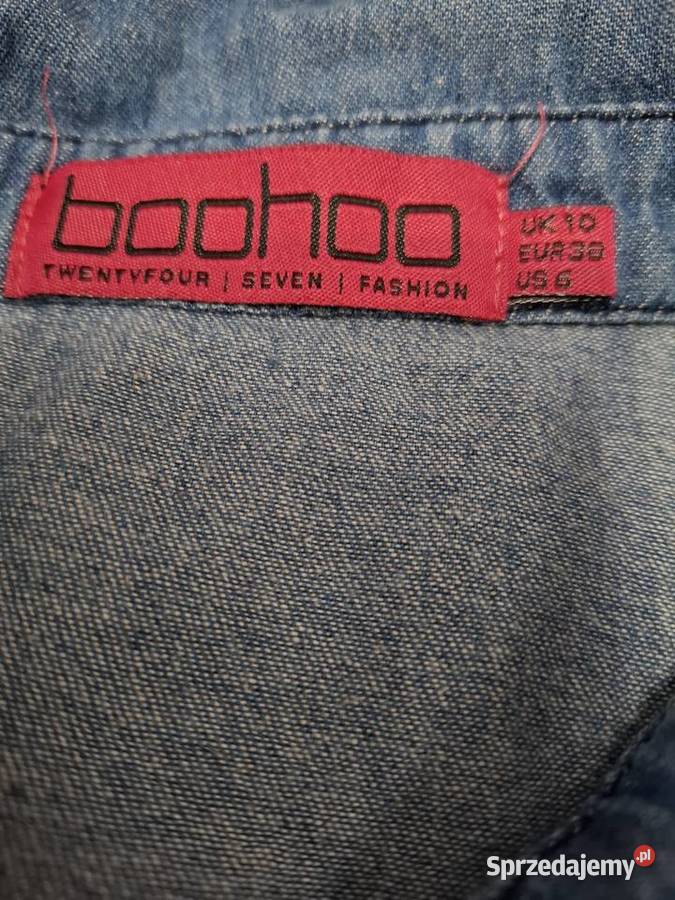 boohoo
TWENTYFOUR | SEVEN | FASHION
UK 10
EUR 38
US 6
Sprzedajemy.pl